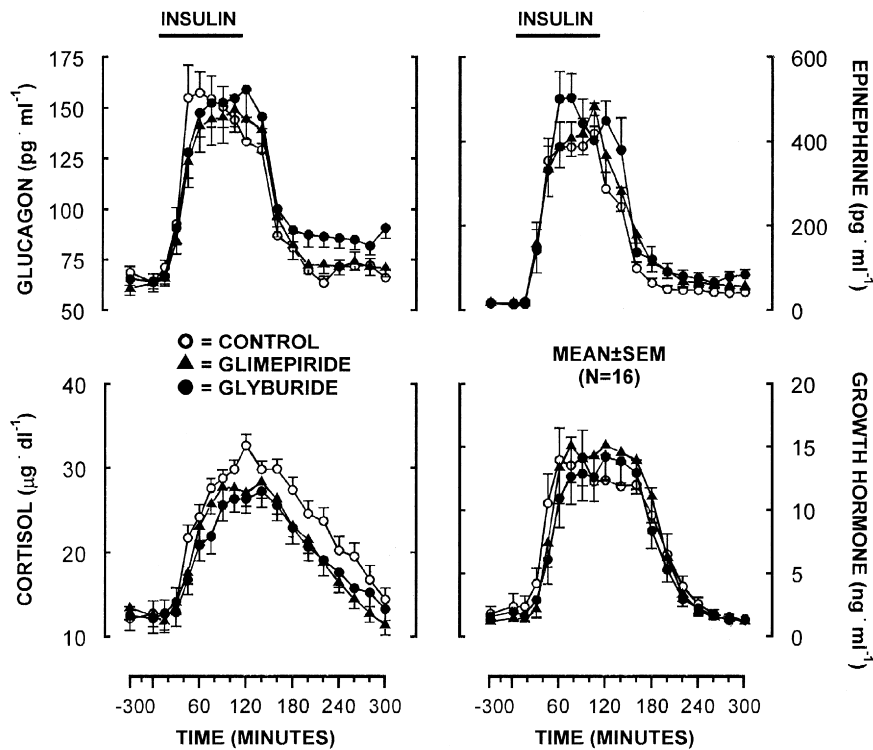 INSULIN
INSULIN
175
150
125
100
75
50
GLUCAGON (pg · ml-1)
600
400
200
0
EPINEPHRINE (pg · ml-1)
○ = CONTROL
▲ = GLIMEPIRIDE
● = GLYBURIDE
MEAN±SEM
(N=16)
40
30
20
10
CORTISOL (µg · dl-1)
20
15
10
5
0
GROWTH HORMONE (ng · ml-1)
-300 60 120 180 240 300
TIME (MINUTES)
-300 60 120 180 240 300
TIME (MINUTES)